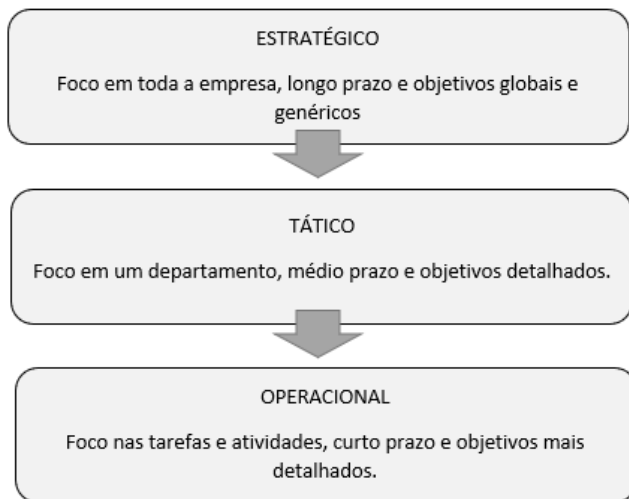 ESTRATÉGICO
Foco em toda a empresa, longo prazo e objetivos globais e
genéricos
TÁTICO
Foco em um departamento, médio prazo e objetivos detalhados.
OPERACIONAL
Foco nas tarefas e atividades, curto prazo e objetivos mais
detalhados.